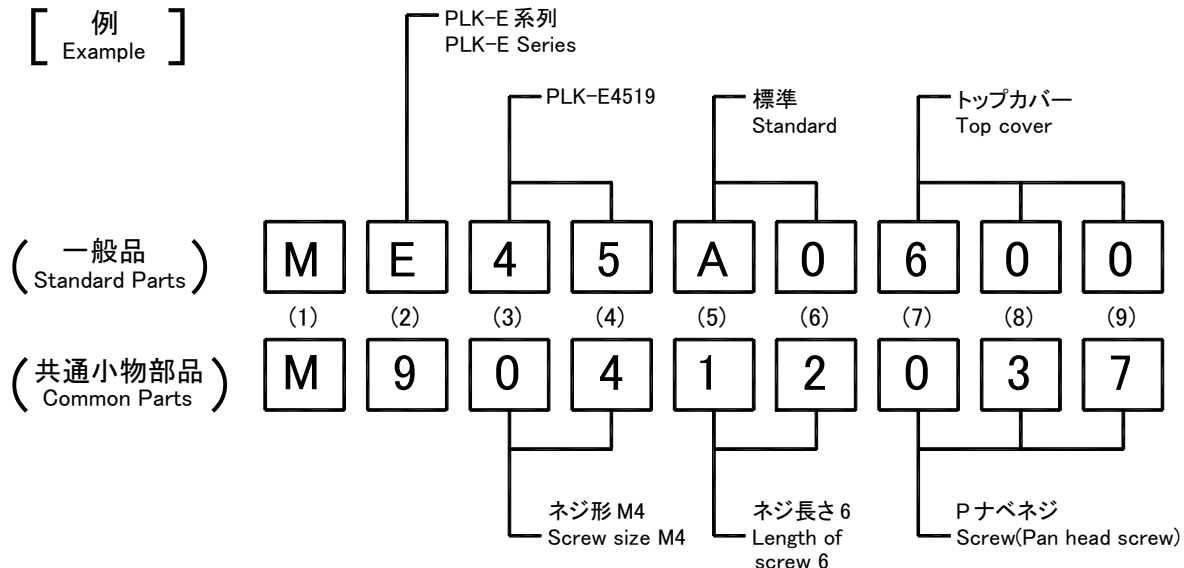 例
Example
PLK-E 系列
PLK-E Series
PLK-E4519
標準
Standard
トップカバー
Top cover
一般品
Standard Parts
M E 4 5 A 0 6 0 0
(1) (2) (3) (4) (5) (6) (7) (8) (9)
共通小物部品
Common Parts
M 9 0 4 1 2 0 3 7
ネジ形 M4
Screw size M4
ネジ長さ 6
Length of
screw 6
Pナベネジ
Screw(Pan head screw)